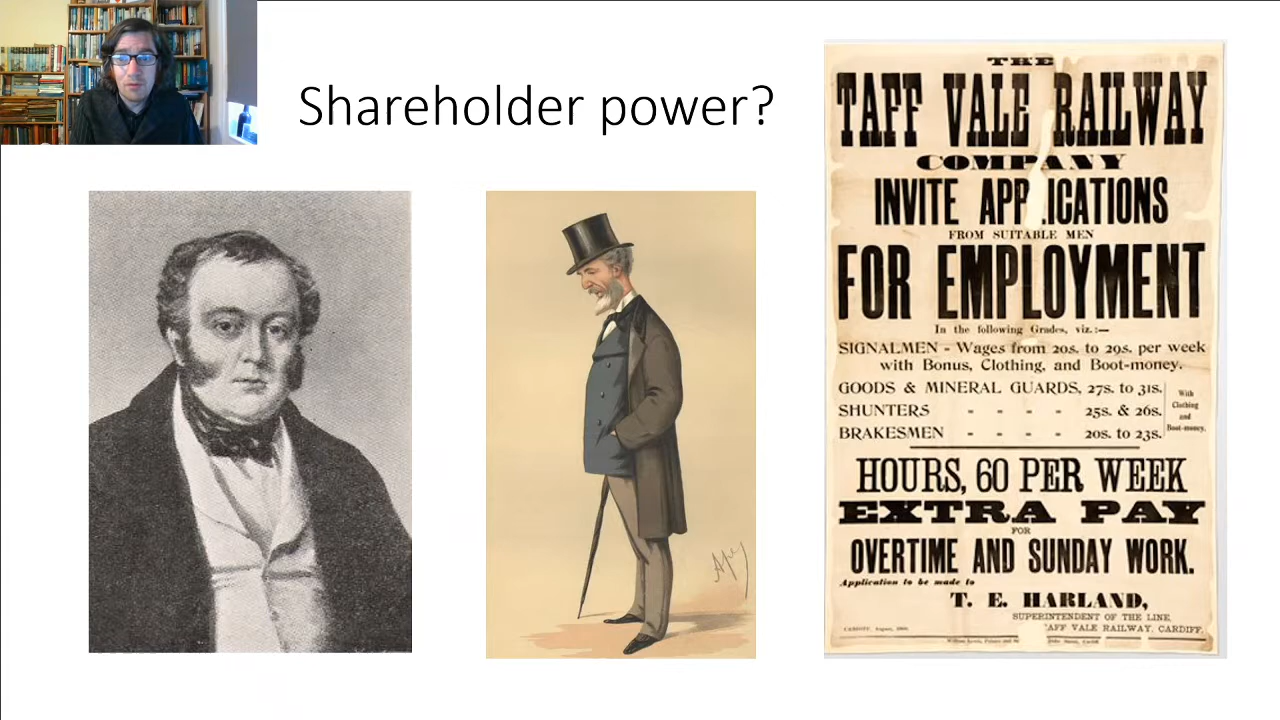 Shareholder power?
Ape
THE
TAFF VALE RAILWAY
COMPANY
INVITE APPLICATIONS
FROM SUITABLE MEN
FOR EMPLOYMENT
In the following Grades, viz.:—
SIGNALMEN - Wages from 20s. to 29s. per week
with Bonus, Clothing, and Boot-money.
GOODS & MINERAL GUARDS, 27s. to 31s.
SHUNTERS - - - - 25s. & 26s.
BRAKESMEN - - - - 20s. to 23s.
With
Clothing
and
Boot-money.
HOURS, 60 PER WEEK
EXTRA PAY
FOR
OVERTIME AND SUNDAY WORK.
Application to be made to
T. E. HARLAND,
SUPERINTENDENT OF THE LINE,
TAFF VALE RAILWAY, CARDIFF.
CARDIFF, August, 1900.